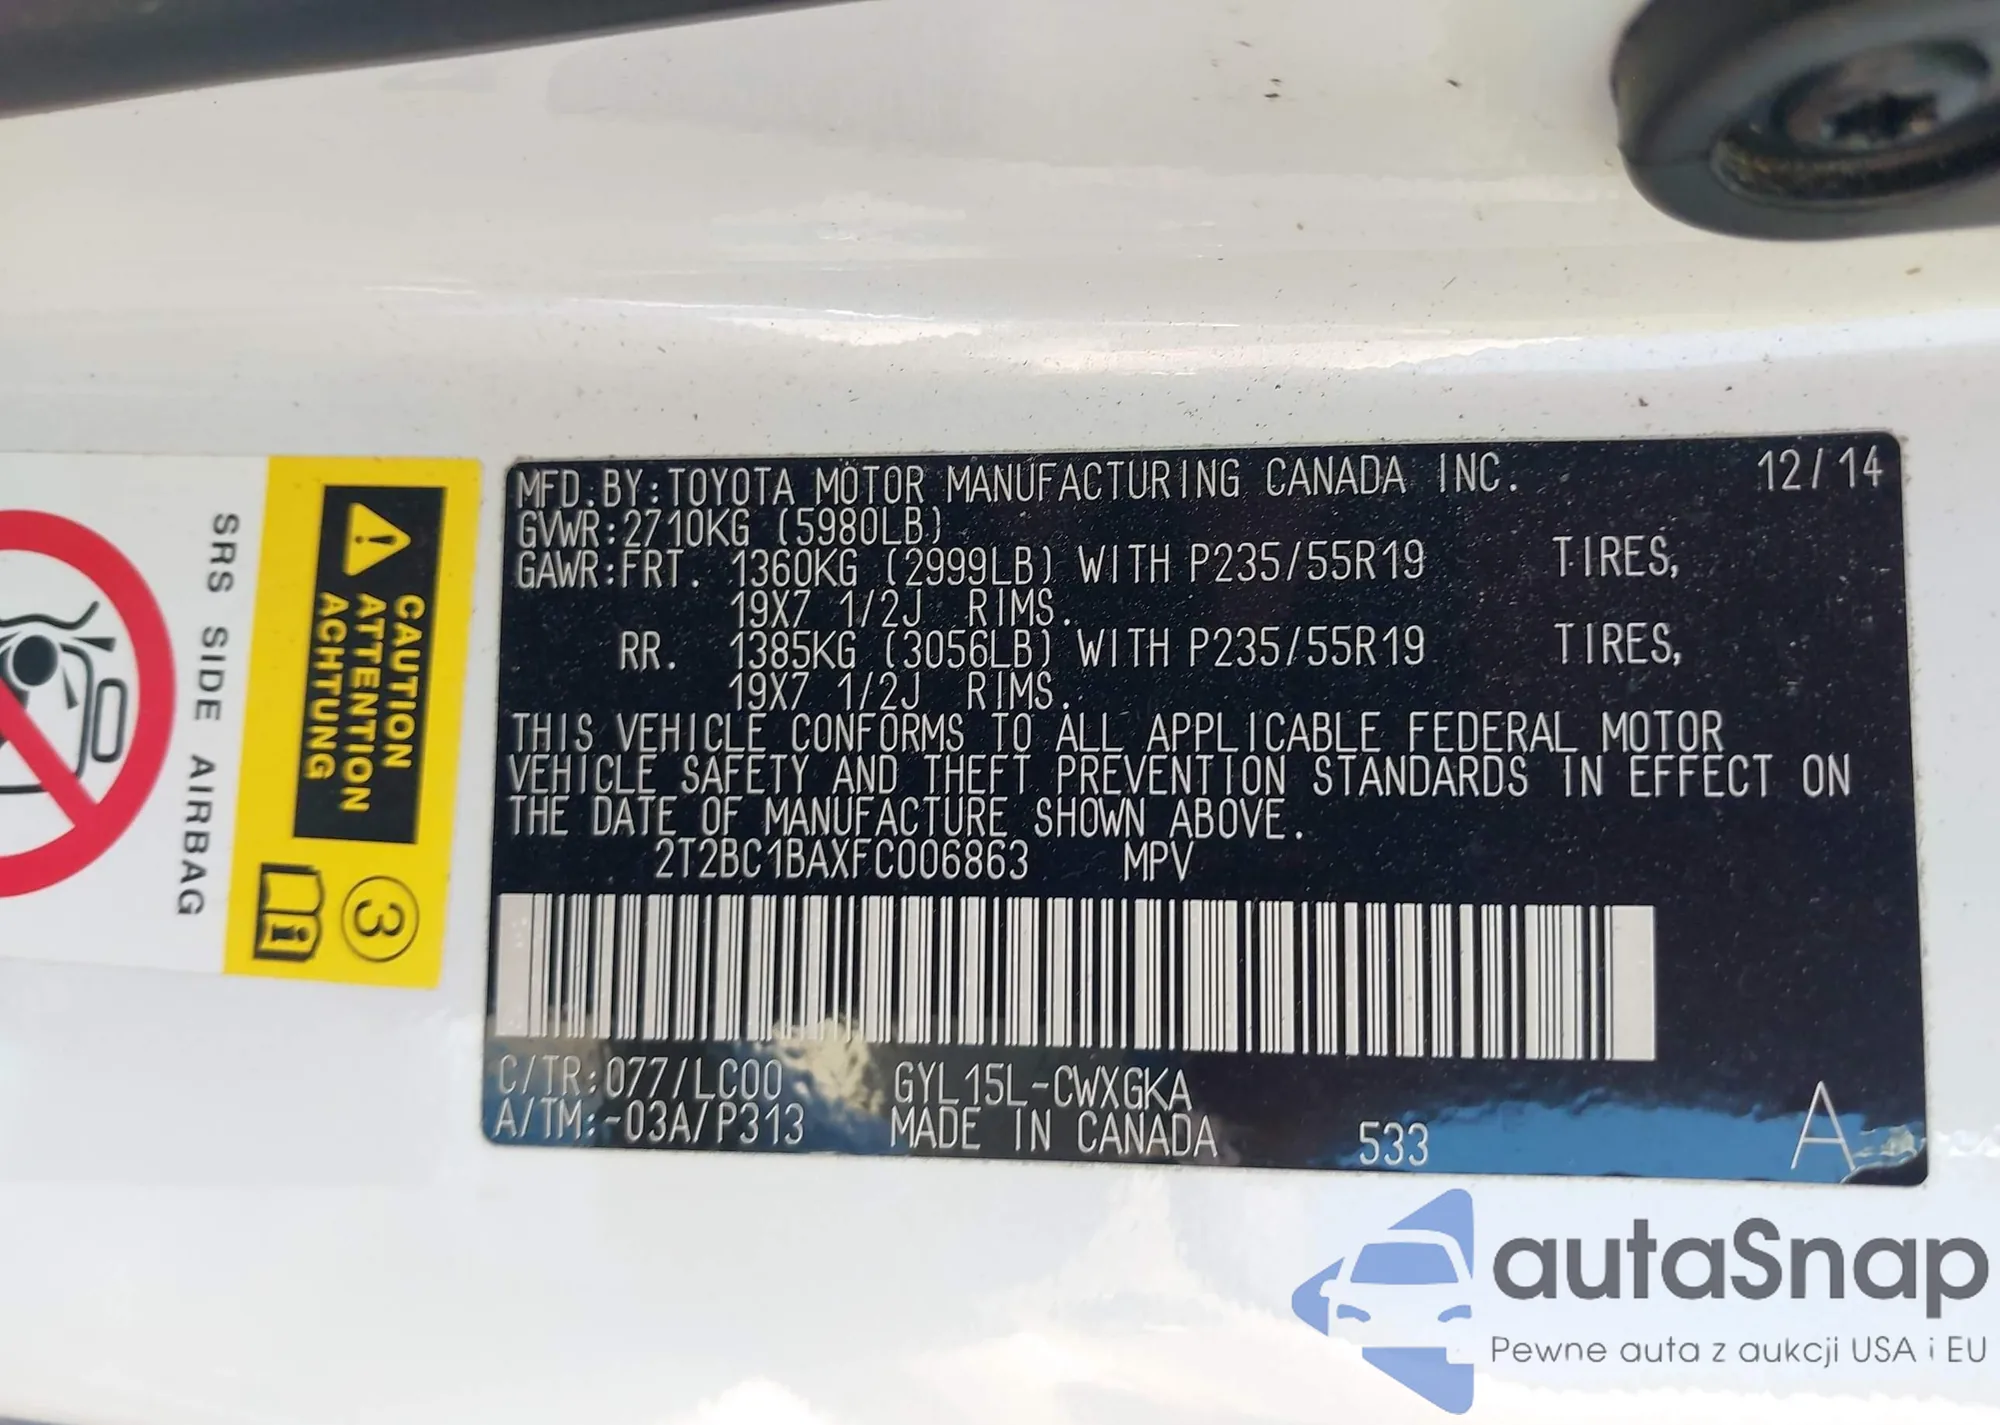 MFD.BY:TOYOTA MOTOR MANUFACTURING CANADA INC. 12/14
GVWR:2710KG (5980LB)
GAWR:FRT. 1360KG (2999LB) WITH P235/55R19 TIRES,
19X7 1/2J RIMS.
RR. 1385KG (3056LB) WITH P235/55R19 TIRES,
19X7 1/2J RIMS.
THIS VEHICLE CONFORMS TO ALL APPLICABLE FEDERAL MOTOR
VEHICLE SAFETY AND THEFT PREVENTION STANDARDS IN EFFECT ON
THE DATE OF MANUFACTURE SHOWN ABOVE.
2T2BC1BAXFC006863 MPV
C/TR:077/LC00 GYL15L-CWXGKA
A/TM:-03A/P313 MADE IN CANADA 533 A
CAUTION
ATTENTION
ACHTUNG
3
i
SRS SIDE AIRBAG
autaSnap
Pewne auta z aukcji USA i EU